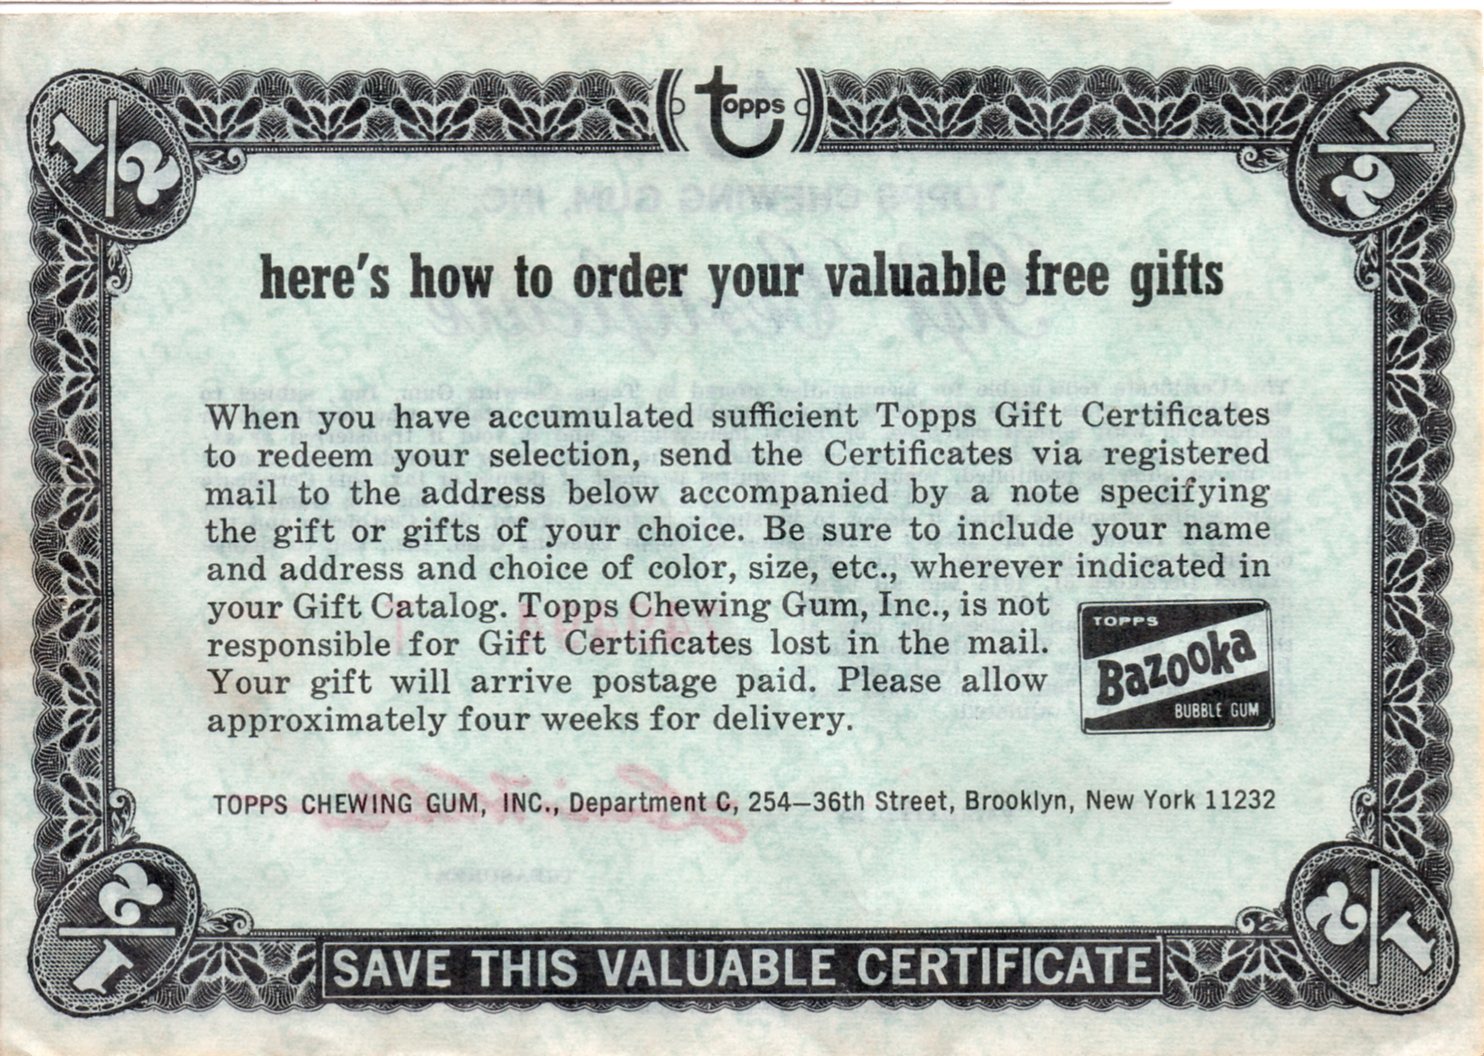 1/2
topps
1/2
here's how to order your valuable free gifts
When you have accumulated sufficient Topps Gift Certificates
to redeem your selection, send the Certificates via registered
mail to the address below accompanied by a note specifying
the gift or gifts of your choice. Be sure to include your name
and address and choice of color, size, etc., wherever indicated in
your Gift Catalog. Topps Chewing Gum, Inc., is not
responsible for Gift Certificates lost in the mail.
Your gift will arrive postage paid. Please allow
approximately four weeks for delivery.
TOPPS
Bazooka
BUBBLE GUM
TOPPS CHEWING GUM, INC., Department C, 254—36th Street, Brooklyn, New York 11232
1/2
SAVE THIS VALUABLE CERTIFICATE
1/2